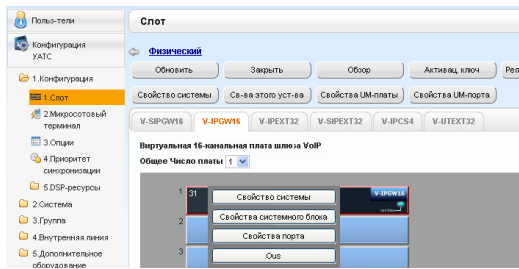 Польз-тели
Слот
Конфигурация
УАТС
Физический
Обновить
Закрыть
Обзор
Активац. ключ
Реп
1.Конфигурация
1.Слот
Свойство системы
Св-ва этого уст-ва
Свойства UM-платы
Свойства UM-порта
2.Микросотовый
терминал
V-SIPGW16
V-IPGW16
V-IPEXT32
V-SIPEXT32
V-IPCS4
V-UTEXT32
3.Опции
Виртуальная 16-канальная плата шлюза VoIP
4.Приоритет
синхронизации
Общее Число платы 1
5.DSP-ресурсы
1 31
Свойство системы
V-IPGW16
2.Система
Свойства системного блока
3.Группа
2
Свойства порта
4.Внутренняя линия
3
Ous
5.Дополнительное
оборудование